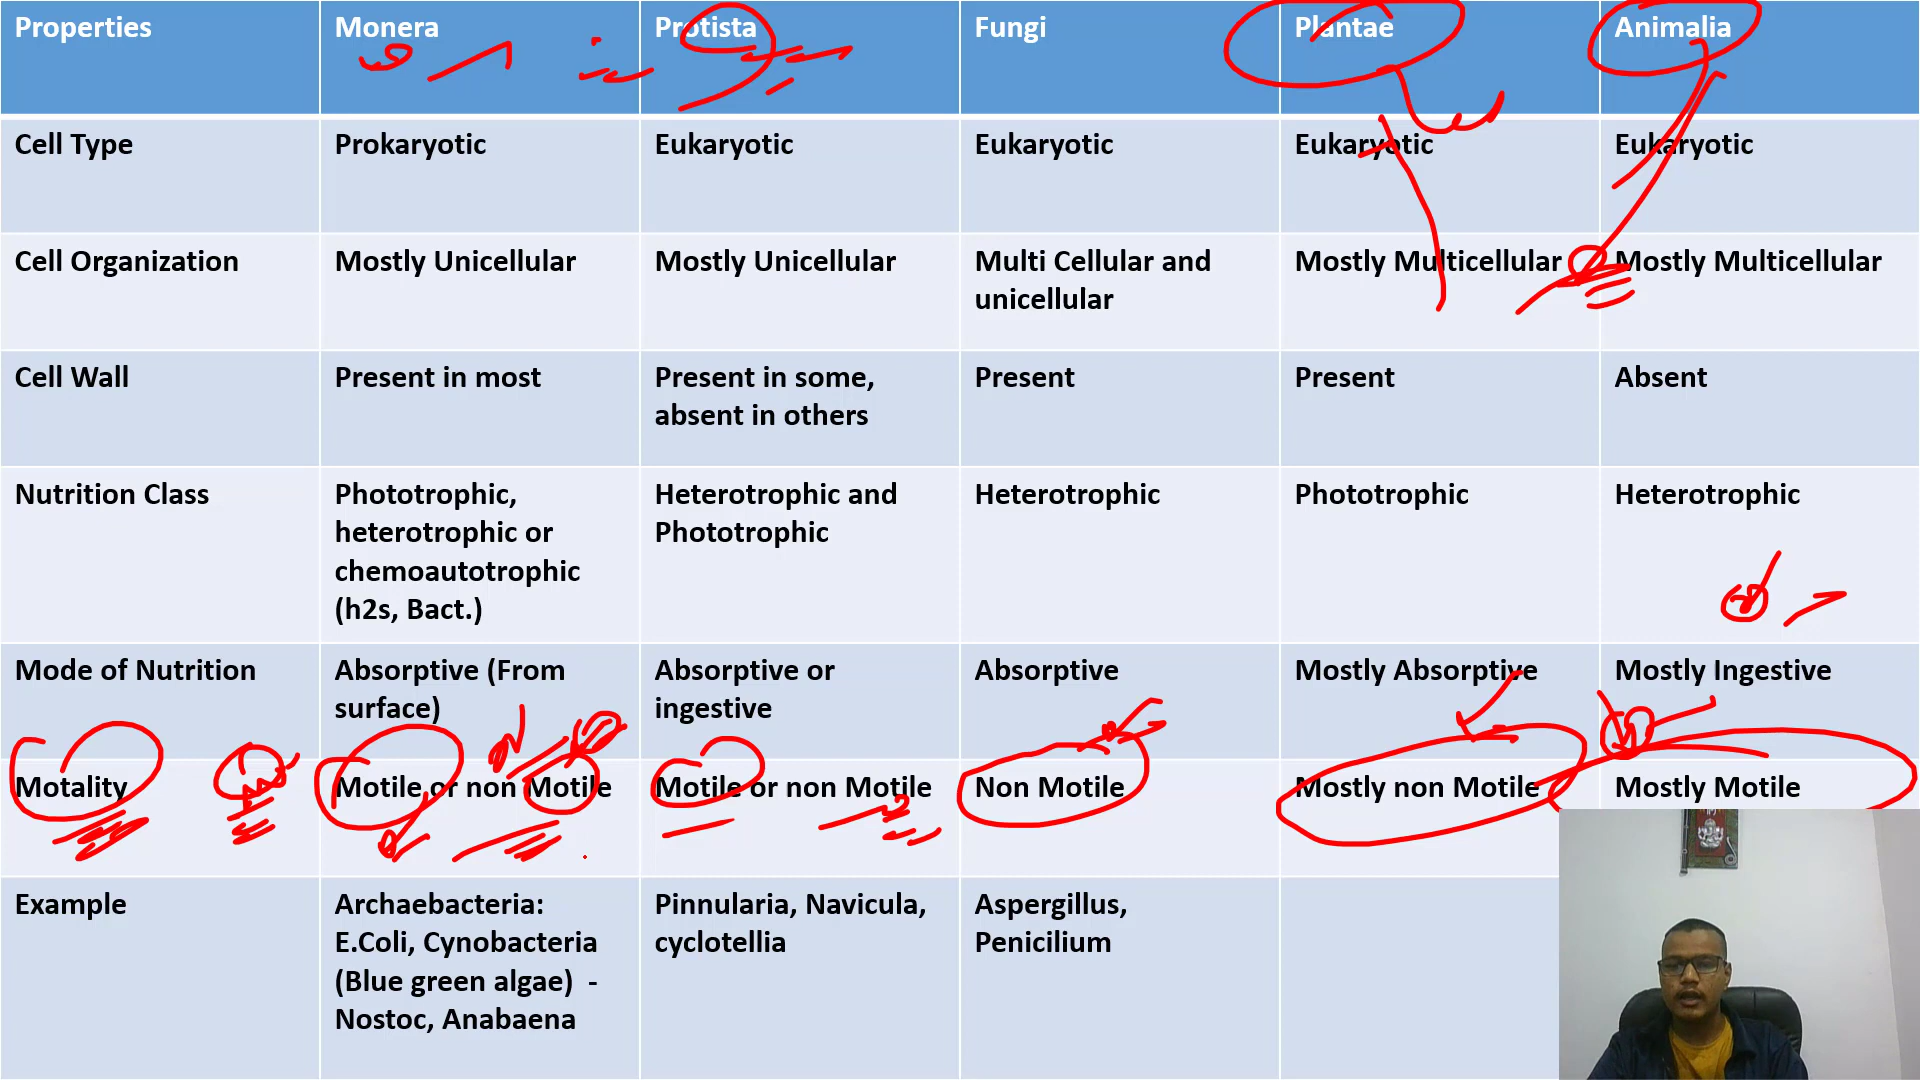 Properties
Monera
Protista
Fungi
Plantae
Animalia
Cell Type
Prokaryotic
Eukaryotic
Eukaryotic
Eukaryotic
Eukaryotic
Cell Organization
Mostly Unicellular
Mostly Unicellular
Multi Cellular and
unicellular
Mostly Multicellular
Mostly Multicellular
Cell Wall
Present in most
Present in some,
absent in others
Present
Present
Absent
Nutrition Class
Phototrophic,
heterotrophic or
chemoautotrophic
(h2s, Bact.)
Heterotrophic and
Phototrophic
Heterotrophic
Phototrophic
Heterotrophic
Mode of Nutrition
Absorptive (From
surface)
Absorptive or
ingestive
Absorptive
Mostly Absorptive
Mostly Ingestive
Motality
Motile or non Motile
Motile or non Motile
Non Motile
Mostly non Motile
Mostly Motile
Example
Archaebacteria:
E.Coli, Cynobacteria
(Blue green algae)  -
Nostoc, Anabaena
Pinnularia, Navicula,
cyclotellia
Aspergillus,
Penicilium